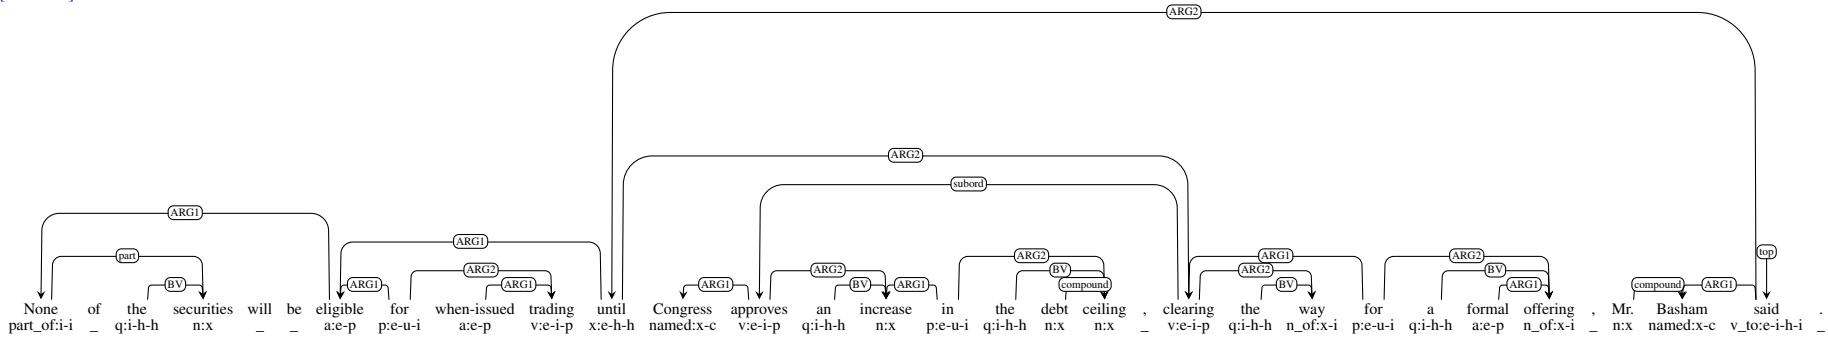 ARG2
ARG2
subord
ARG1
ARG1
part ARG2 ARG2 ARG1 ARG2 top
BV ARG1 ARG1 ARG1 ARG2 BV ARG1 BV compound ARG2 BV BV ARG1 compound ARG1
None of the securities will be eligible for when-issued trading until Congress approves an increase in the debt ceiling , clearing the way for a formal offering , Mr. Basham said .
part_of:i-i _ q:i-h-h n:x _ _ a:e-p p:e-u-i a:e-p v:e-i-p x:e-h-h named:x-c v:e-i-p q:i-h-h n:x p:e-u-i q:i-h-h n:x n:x _ v:e-i-p q:i-h-h n_of:x-i p:e-u-i q:i-h-h a:e-p n_of:x-i _ n:x named:x-c v_to:e-i-h-i _